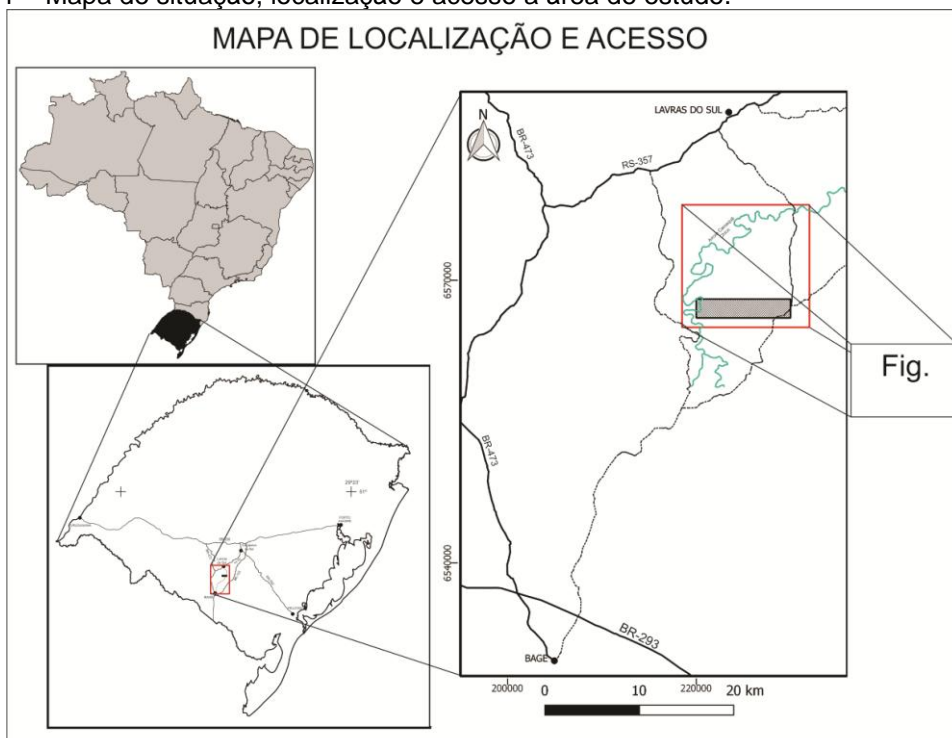 Mapa de situação, localização e acesso à área de estudo.
MAPA DE LOCALIZAÇÃO E ACESSO
N
LAVRAS DO SUL
BR-473
RS-357
6570000
Fig.
BR-473
6540000
BR-293
BAGE
200000
220000
0
10
20 km